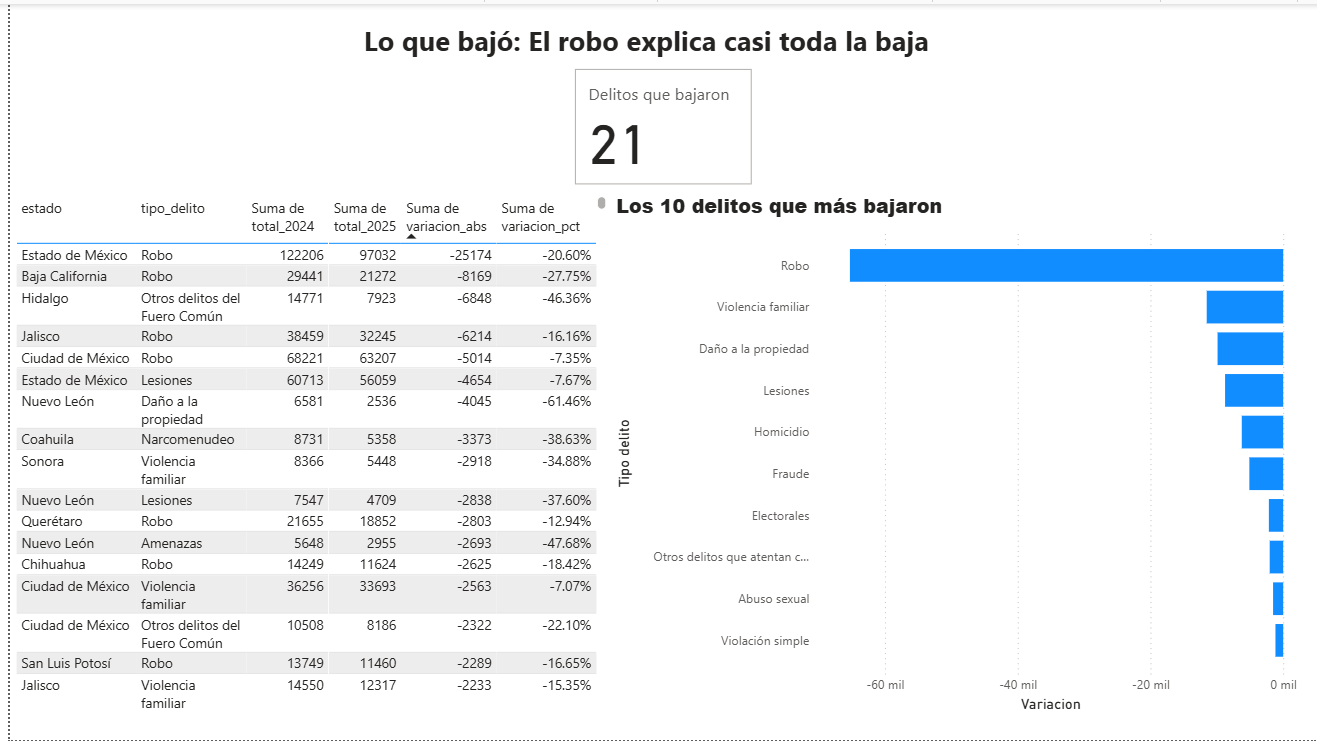 Lo que bajó: El robo explica casi toda la baja
Delitos que bajaron
21
estado tipo_delito Suma de total_2024 Suma de total_2025 Suma de variacion_abs Suma de variacion_pct
Estado de México Robo 122206 97032 -25174 -20.60%
Baja California Robo 29441 21272 -8169 -27.75%
Hidalgo Otros delitos del Fuero Común 14771 7923 -6848 -46.36%
Jalisco Robo 38459 32245 -6214 -16.16%
Ciudad de México Robo 68221 63207 -5014 -7.35%
Estado de México Lesiones 60713 56059 -4654 -7.67%
Nuevo León Daño a la propiedad 6581 2536 -4045 -61.46%
Coahuila Narcomenudeo 8731 5358 -3373 -38.63%
Sonora Violencia familiar 8366 5448 -2918 -34.88%
Nuevo León Lesiones 7547 4709 -2838 -37.60%
Querétaro Robo 21655 18852 -2803 -12.94%
Nuevo León Amenazas 5648 2955 -2693 -47.68%
Chihuahua Robo 14249 11624 -2625 -18.42%
Ciudad de México Violencia familiar 36256 33693 -2563 -7.07%
Ciudad de México Otros delitos del Fuero Común 10508 8186 -2322 -22.10%
San Luis Potosí Robo 13749 11460 -2289 -16.65%
Jalisco Violencia familiar 14550 12317 -2233 -15.35%
Los 10 delitos que más bajaron
Tipo delito
Robo
Violencia familiar
Daño a la propiedad
Lesiones
Homicidio
Fraude
Electorales
Otros delitos que atentan c...
Abuso sexual
Violación simple
-60 mil -40 mil -20 mil 0 mil
Variacion